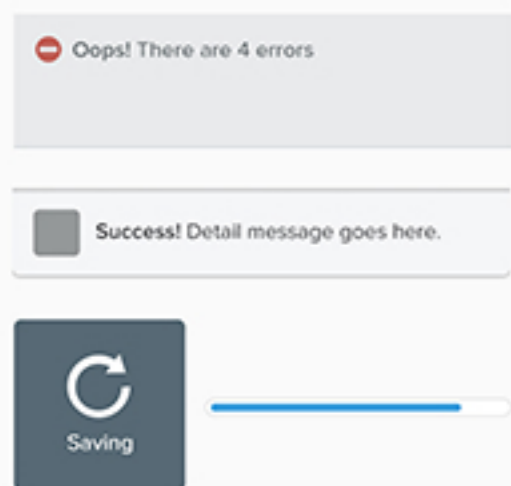 Oops! There are 4 errors
Success! Detail message goes here.
Saving